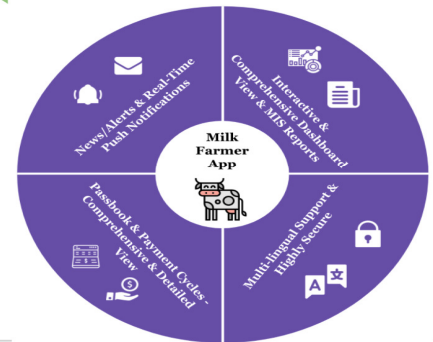 News/Alerts & Real-Time
Push Notifications
Interactive &
Comprehensive Dashboard
View & MIS Reports
Milk
Farmer
App
Passbook & Payment Cycles -
Comprehensive & Detailed
View
Multi-lingual Support &
Highly Secure
$
A
文